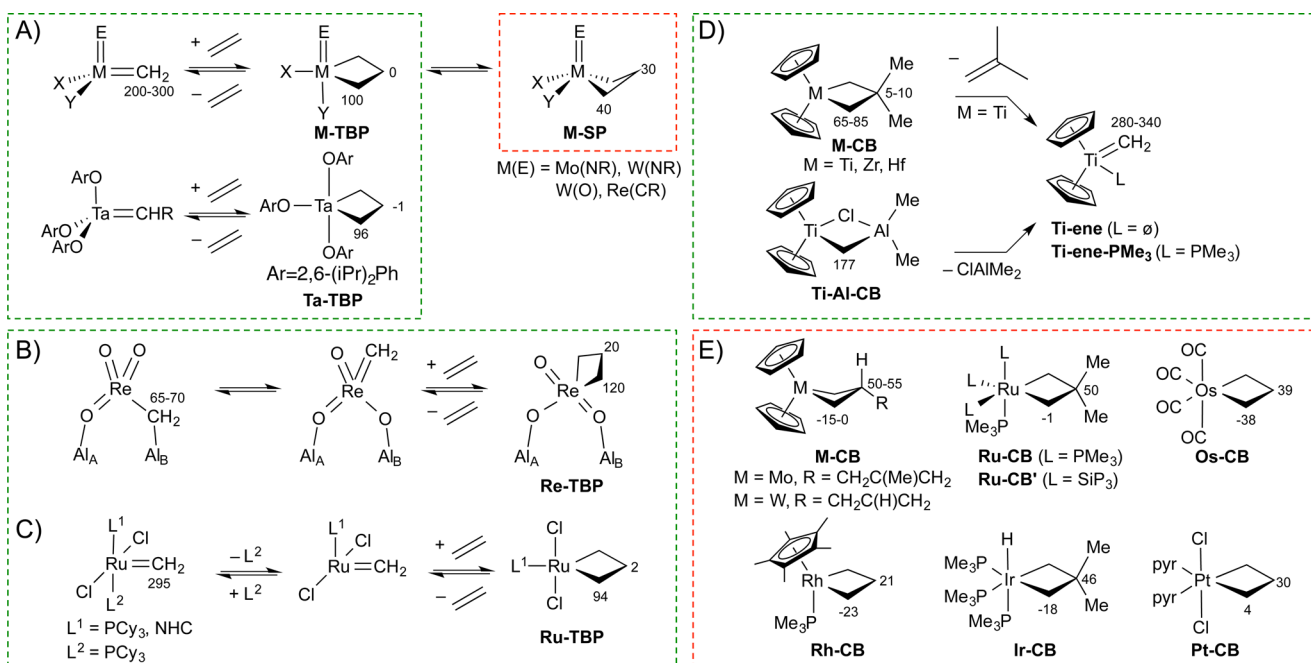 A)
E
M
X
Y
CH₂
200-300
+
–
E
X
M
Y
0
100
M-TBP
E
M
X
Y
30
40
M-SP
M(E) = Mo(NR), W(NR)
W(O), Re(CR)
ArO
Ta
CHR
ArO
ArO
+
–
OAr
ArO
Ta
-1
96
OAr
Ar=2,6-(iPr)₂Ph
Ta-TBP
B)
O
O
Re
65-70
O
CH₂
Al_A
Al_B
O
CH₂
Re
O
O
Al_A
Al_B
+
–
20
O
Re
120
O
O
Al_A
Al_B
Re-TBP
C)
L¹
Cl
Ru
CH₂
Cl
295
L²
L¹ = PCy₃, NHC
L² = PCy₃
– L²
+ L²
L¹
Cl
Ru
CH₂
Cl
+
–
Cl
L¹
Ru
2
94
Cl
Ru-TBP
D)
M
Me
5-10
Me
65-85
M-CB
M = Ti, Zr, Hf
–
M = Ti
Ti
Cl
Al
Me
Me
177
Ti-Al-CB
– ClAlMe₂
280-340
CH₂
Ti
L
Ti-ene (L = ø)
Ti-ene-PMe₃ (L = PMe₃)
E)
M
H
50-55
R
-15-0
M-CB
M = Mo, R = CH₂C(Me)CH₂
M = W, R = CH₂C(H)CH₂
L
L
Ru
L
Me₃P
Me
50
Me
-1
Ru-CB (L = PMe₃)
Ru-CB' (L = SiP₃)
CO
OC
Os
OC
CO
39
-38
Os-CB
Rh
21
-23
Me₃P
Rh-CB
H
Me₃P
Ir
Me₃P
Me₃P
Me
46
Me
-18
Ir-CB
Cl
pyr
Pt
pyr
Cl
30
4
Pt-CB